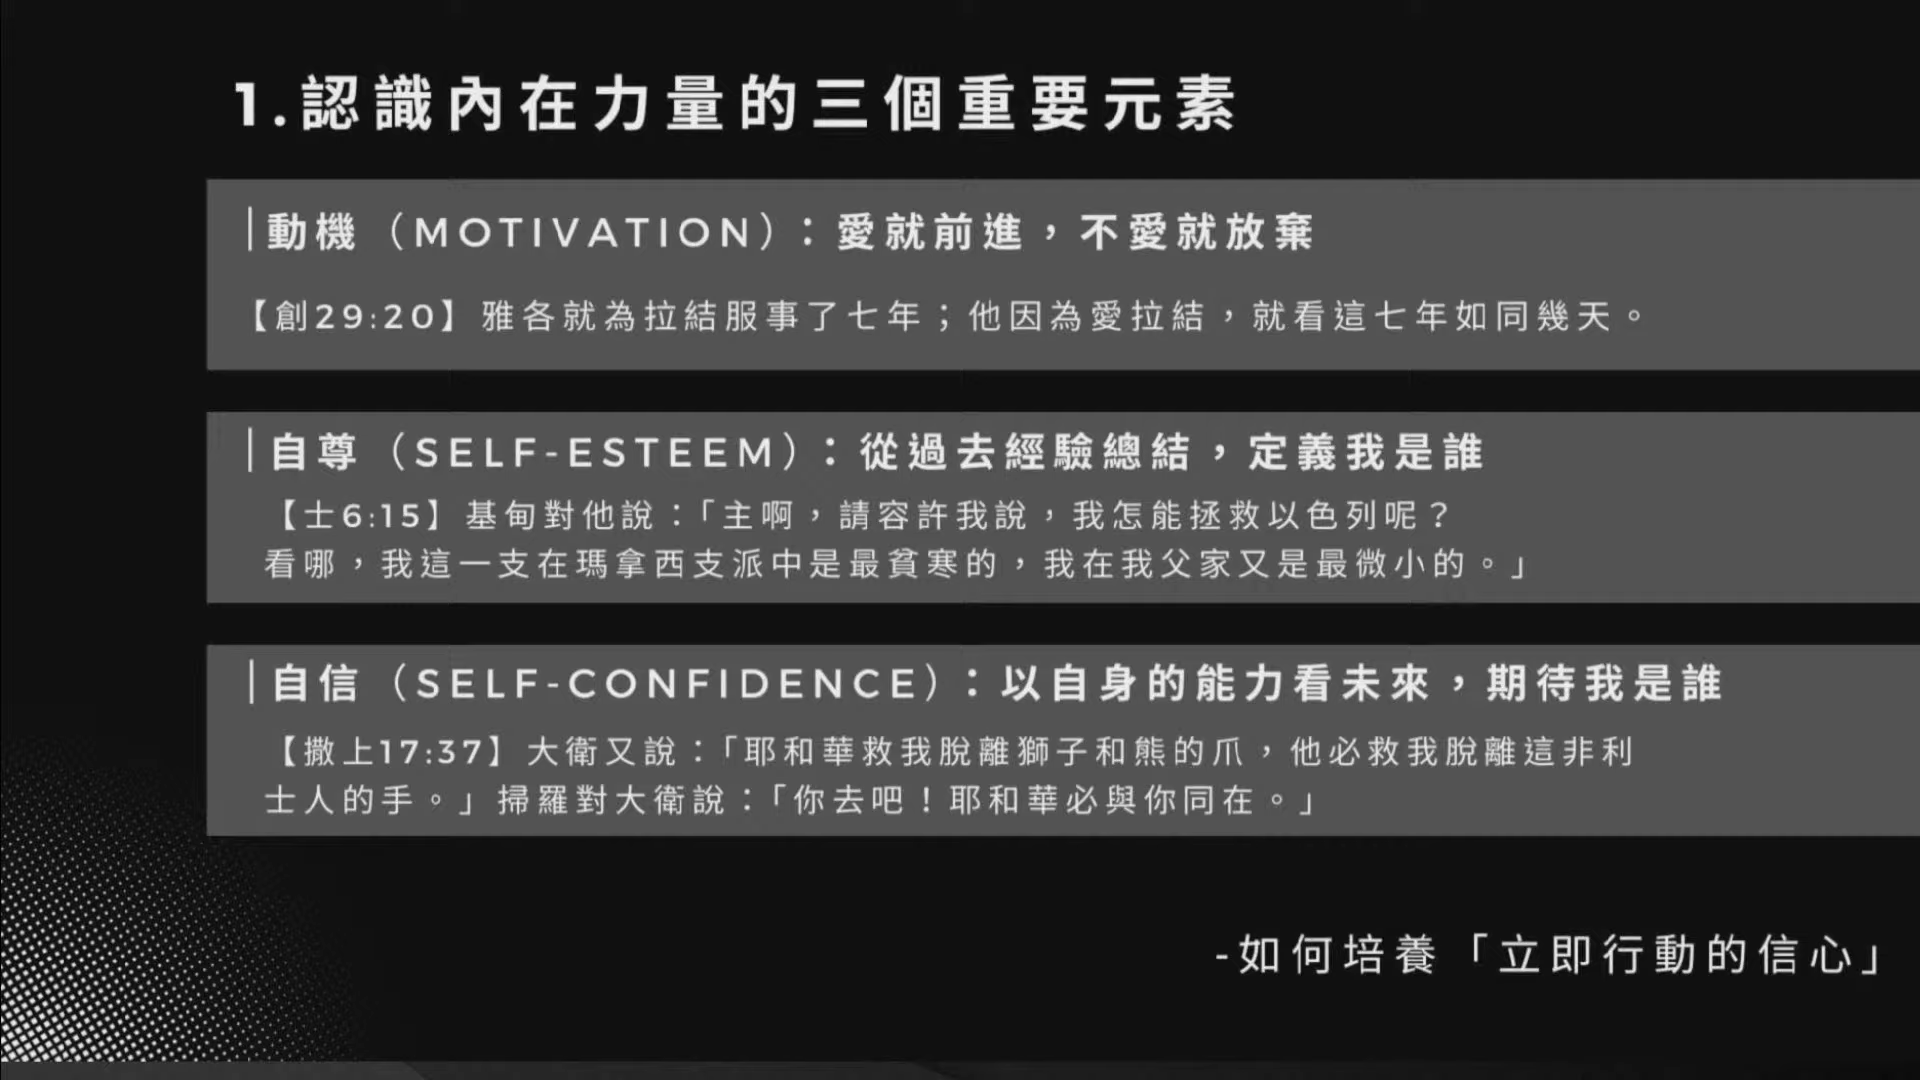 1.認識內在力量的三個重要元素
|動機（MOTIVATION）：愛就前進，不愛就放棄
【創29:20】雅各就為拉結服事了七年；他因為愛拉結，就看這七年如同幾天。
|自尊（SELF-ESTEEM）：從過去經驗總結，定義我是誰
【士6:15】基甸對他說：「主啊，請容許我說，我怎能拯救以色列呢？
看哪，我這一支在瑪拿西支派中是最貧寒的，我在我父家又是最微小的。」
|自信（SELF-CONFIDENCE）：以自身的能力看未來，期待我是誰
【撒上17:37】大衛又說：「耶和華救我脫離獅子和熊的爪，他必救我脫離這非利
士人的手。」掃羅對大衛說：「你去吧！耶和華必與你同在。」
-如何培養「立即行動的信心」